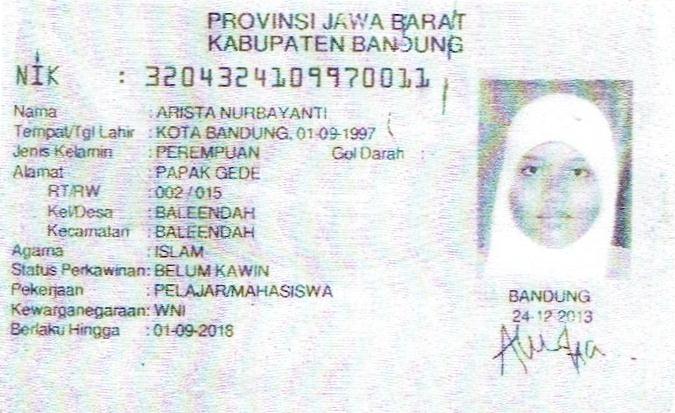 PROVINSI JAWA BARAT
KABUPATEN BANDUNG
NIK : 3204324109970011
Nama : ARISTA NURBAYANTI
Tempat/Tgl Lahir : KOTA BANDUNG, 01-09-1997
Jenis Kelamin : PEREMPUAN Gol Darah :
Alamat : PAPAK GEDE
RT/RW : 002 / 015
Kel/Desa : BALEENDAH
Kecamatan : BALEENDAH
Agama : ISLAM
Status Perkawinan: BELUM KAWIN
Pekerjaan : PELAJAR/MAHASISWA
Kewarganegaraan: WNI
Berlaku Hingga : 01-09-2018
BANDUNG
24-12-2013